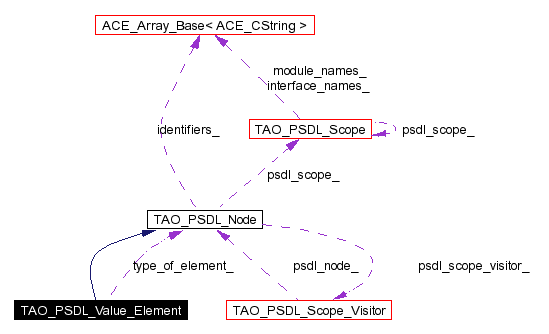 ACE_Array_Base< ACE_CString >
module_names_
interface_names_
identifiers_
TAO_PSDL_Scope
psdl_scope_
psdl_scope_
TAO_PSDL_Node
type_of_element_
psdl_node_
psdl_scope_visitor_
TAO_PSDL_Value_Element
TAO_PSDL_Scope_Visitor